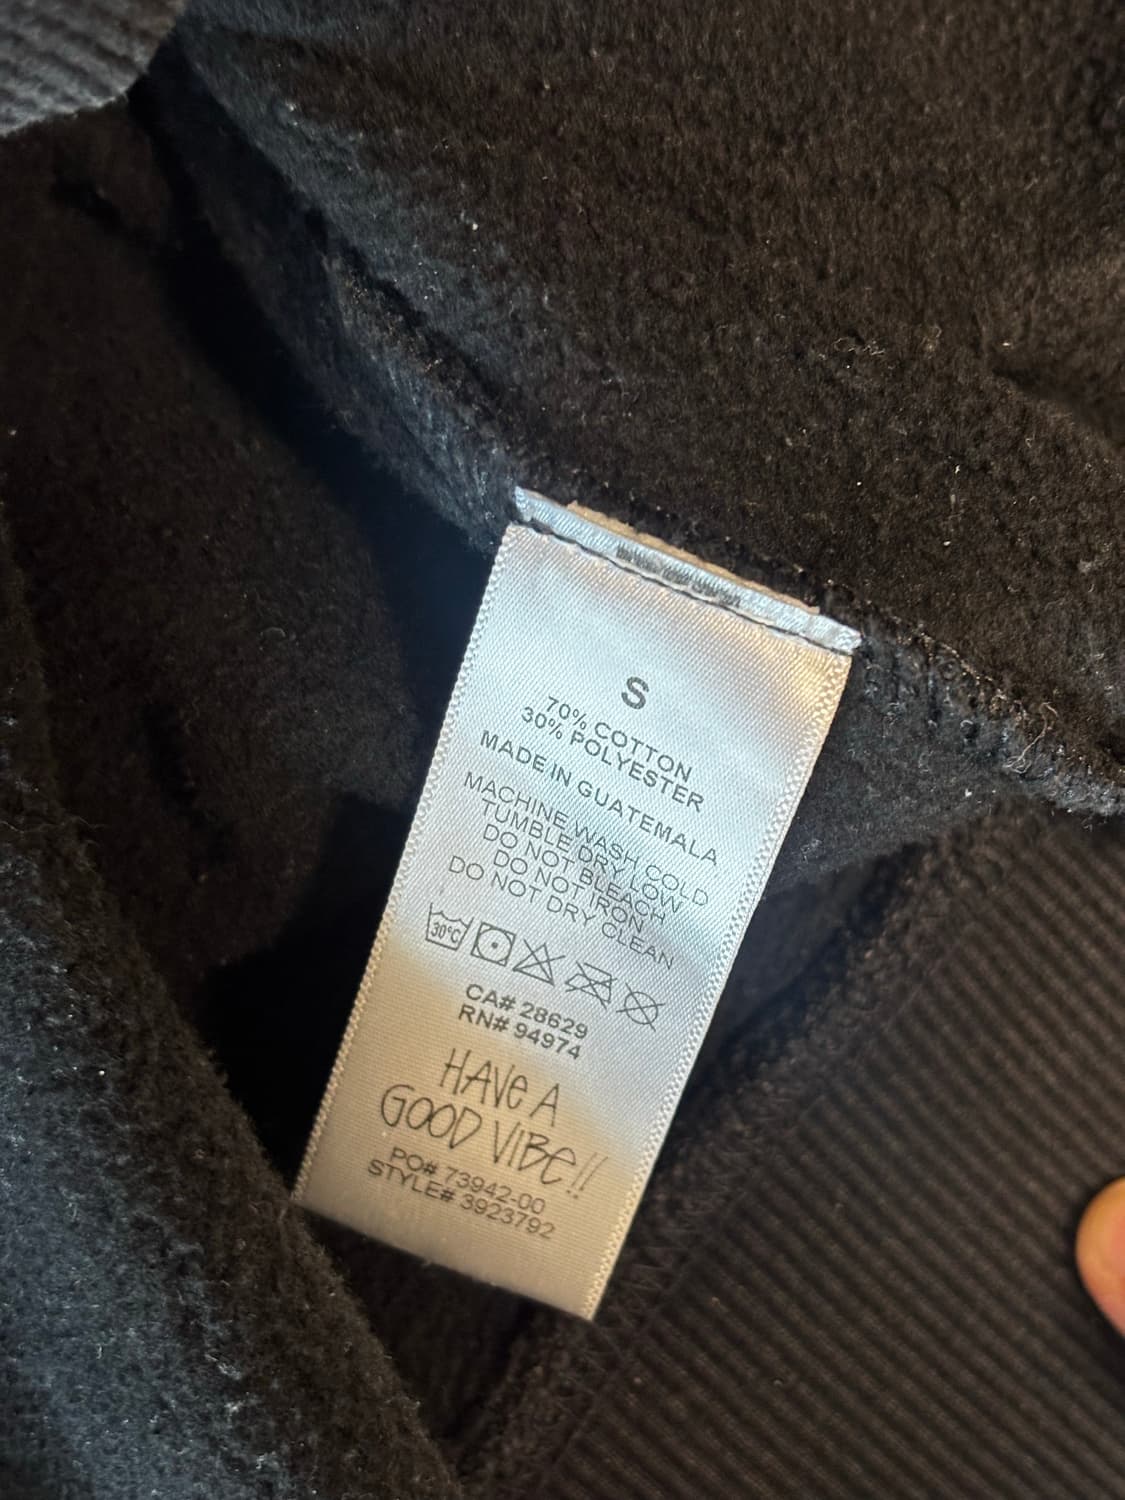 S
70% COTTON
30% POLYESTER
MADE IN GUATEMALA
MACHINE WASH COLD
TUMBLE DRY LOW
DO NOT BLEACH
DO NOT IRON
DO NOT DRY CLEAN
30°C
CA# 28629
RN# 94974
HAVE A
GOOD VIBE!!
PO# 73942-00
STYLE# 3923792